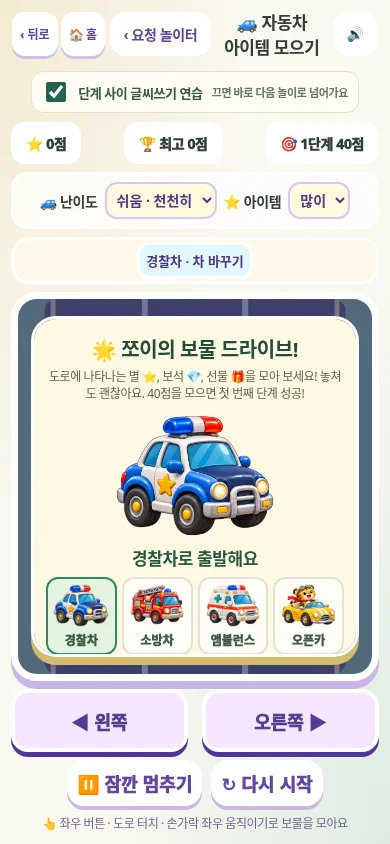 ‹ 뒤로
🏠 홈
‹ 요청 놀이터
🚙 자동차
아이템 모으기
🔊
단계 사이 글씨쓰기 연습 끄면 바로 다음 놀이로 넘어가요
⭐ 0점
🏆 최고 0점
🎯 1단계 40점
🚙 난이도
쉬움 · 천천히
⭐ 아이템
많이
경찰차 · 차 바꾸기
🌟 쪼이의 보물 드라이브!
도로에 나타나는 별 ⭐, 보석 💎, 선물 🎁을 모아 보세요! 놓쳐
도 괜찮아요. 40점을 모으면 첫 번째 단계 성공!
경찰차로 출발해요
경찰차
소방차
앰뷸런스
오픈카
◀ 왼쪽
오른쪽 ▶
⏸ 잠깐 멈추기
↻ 다시 시작
👆 좌우 버튼 · 도로 터치 · 손가락 좌우 움직이기로 보물을 모아요